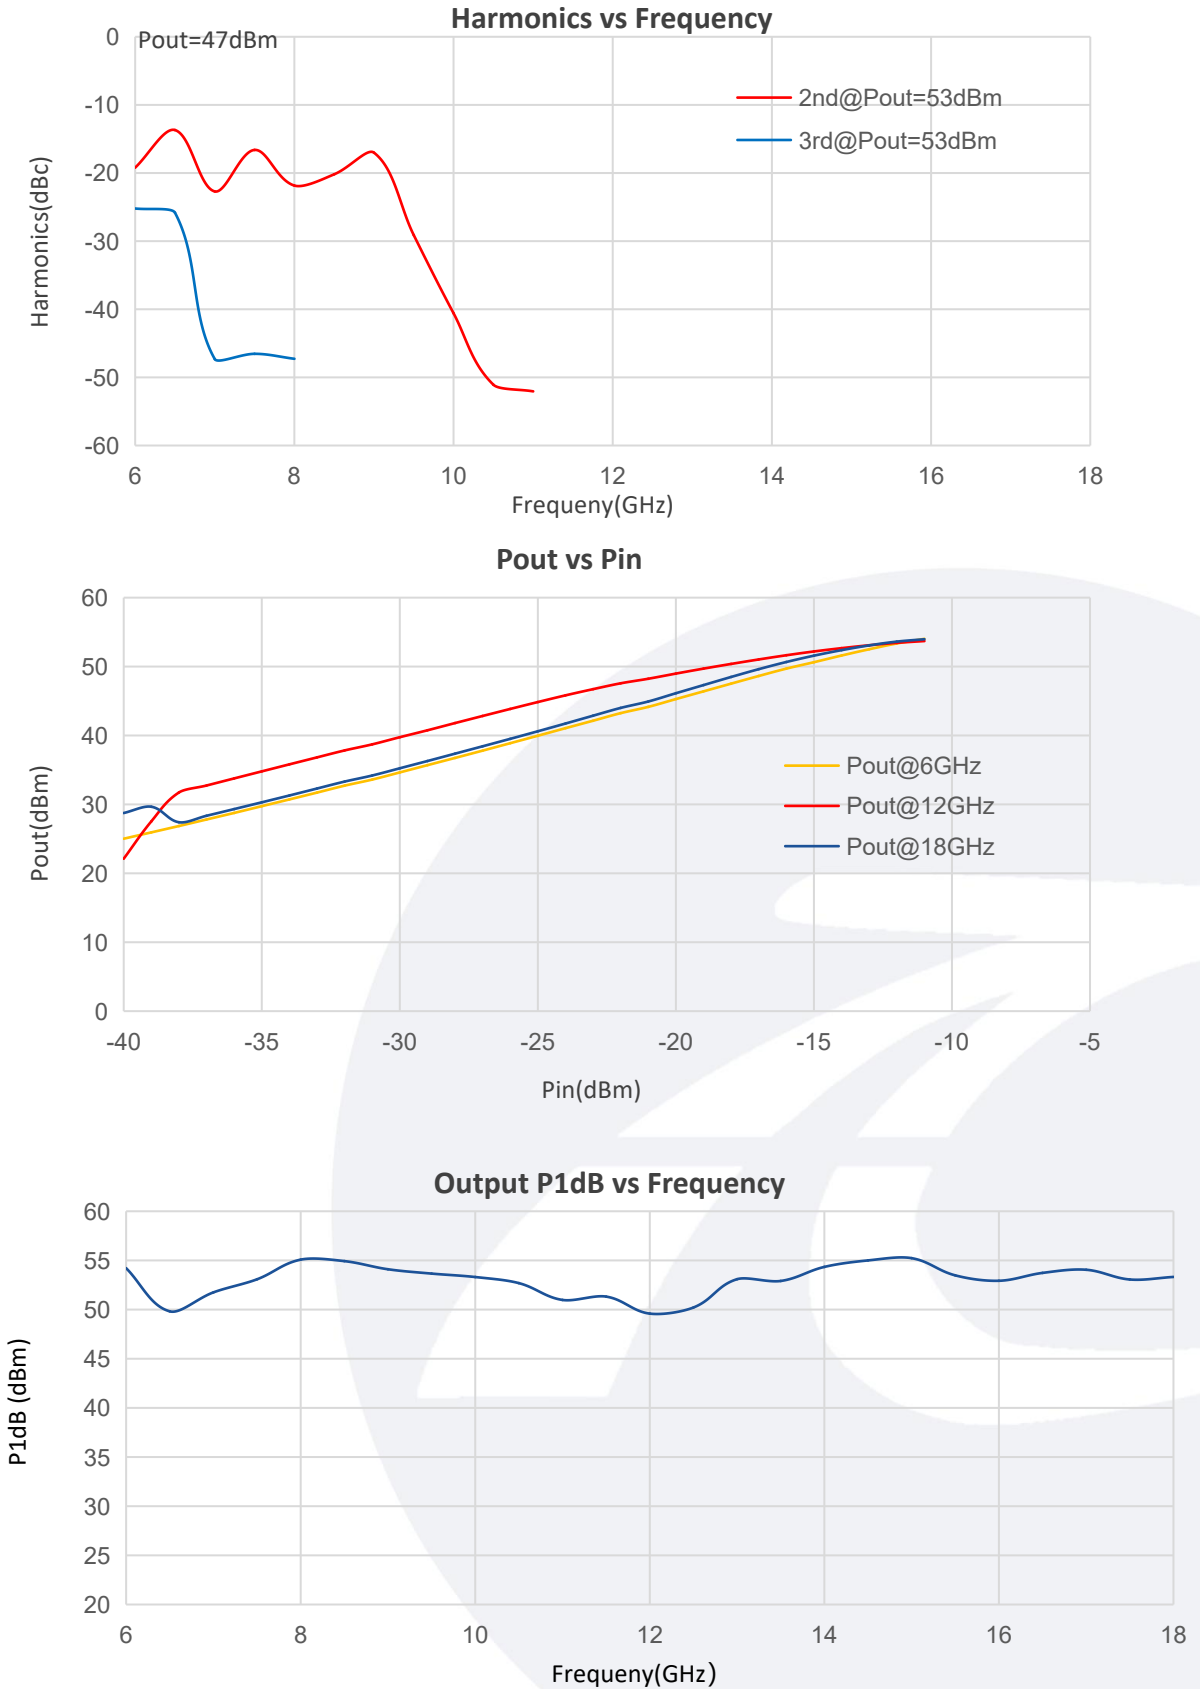 Harmonics vs Frequency
Pout=47dBm
0
-10
-20
-30
-40
-50
-60
Harmonics(dBc)
2nd@Pout=53dBm
3rd@Pout=53dBm
6 8 10 12 14 16 18
Frequeny(GHz)
Pout vs Pin
60
50
40
30
20
10
0
Pout(dBm)
Pout@6GHz
Pout@12GHz
Pout@18GHz
-40 -35 -30 -25 -20 -15 -10 -5
Pin(dBm)
Output P1dB vs Frequency
60
55
50
45
40
35
30
25
20
P1dB (dBm)
6 8 10 12 14 16 18
Frequeny(GHz)